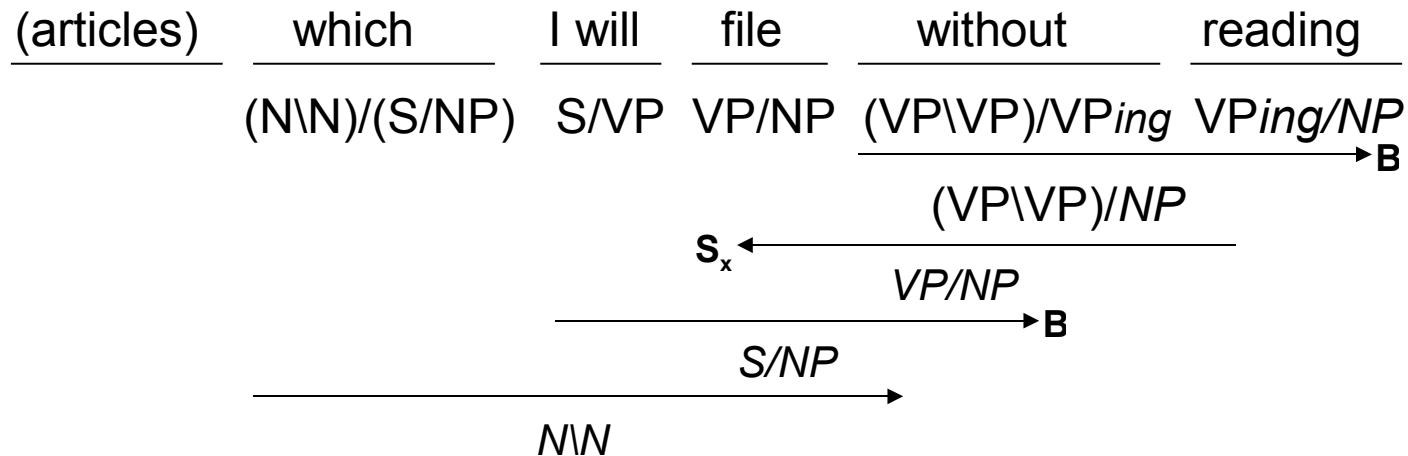 (articles) which I will file without reading
(N\N)/(S/NP) S/VP VP/NP (VP\VP)/VPing VPing/NP
B
(VP\VP)/NP
Sx
VP/NP
B
S/NP
N\N